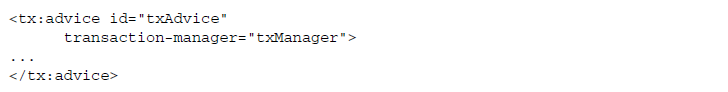 <tx:advice id="txAdvice"
      transaction-manager="txManager">
...
</tx:advice>